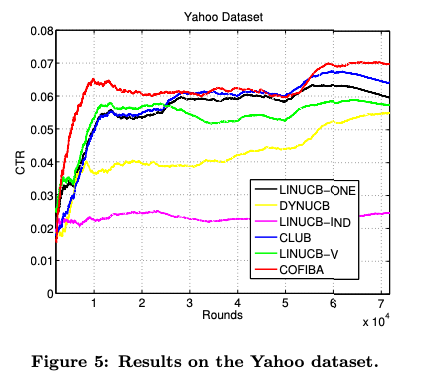 Yahoo Dataset
0.08
0.07
0.06
0.05
0.04
0.03
0.02
0.01
0
CTR
LINUCB-ONE
DYNUCB
LINUCB-IND
CLUB
LINUCB-V
COFIBA
1 2 3 4 5 6 7
Rounds
x 10^4
Figure 5: Results on the Yahoo dataset.